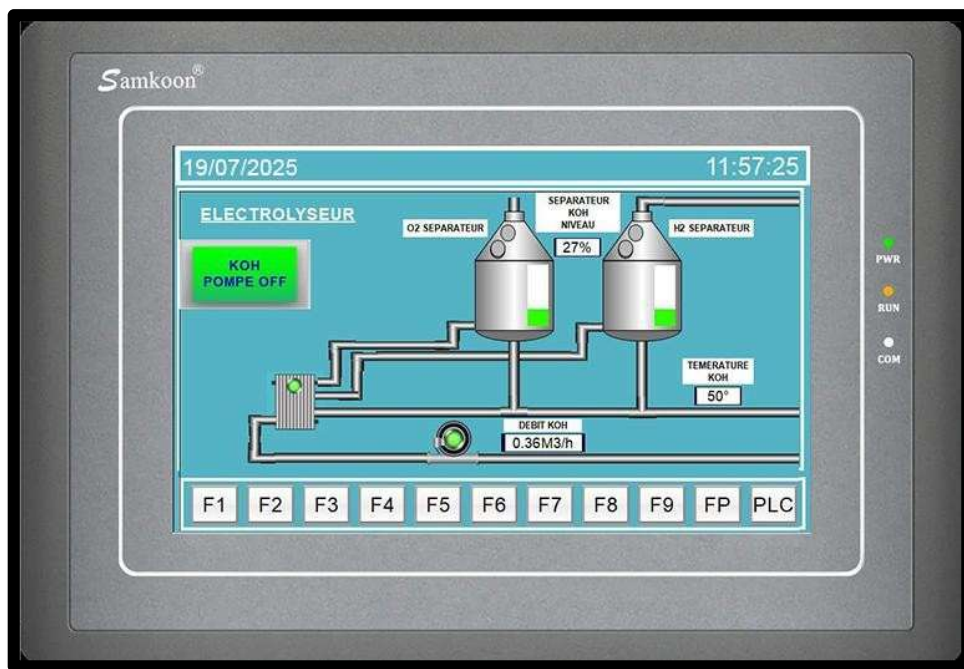 Samkoon®
19/07/2025
11:57:25
ELECTROLYSEUR
KOH
POMPE OFF
O2 SEPARATEUR
SEPARATEUR
KOH
NIVEAU
27%
H2 SEPARATEUR
PWR
RUN
COM
TEMERATURE
KOH
50°
DEBIT KOH
0.36M3/h
F1 F2 F3 F4 F5 F6 F7 F8 F9 FP PLC